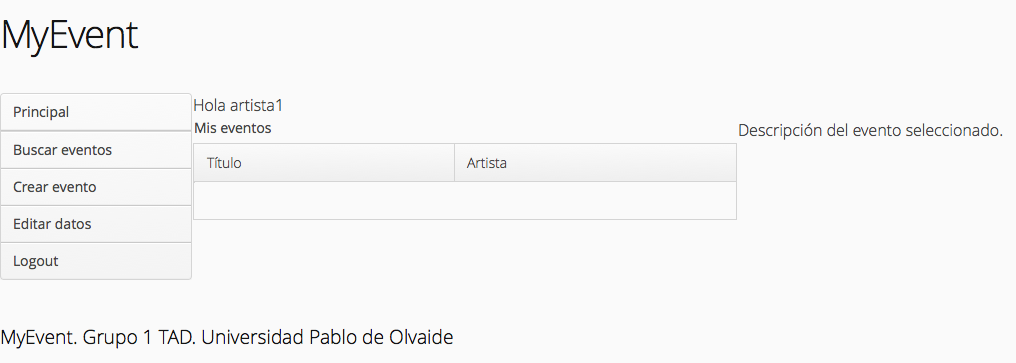 MyEvent
Principal
Buscar eventos
Crear evento
Editar datos
Logout
Hola artista1
Mis eventos
Título Artista
Descripción del evento seleccionado.
MyEvent. Grupo 1 TAD. Universidad Pablo de Olvaide